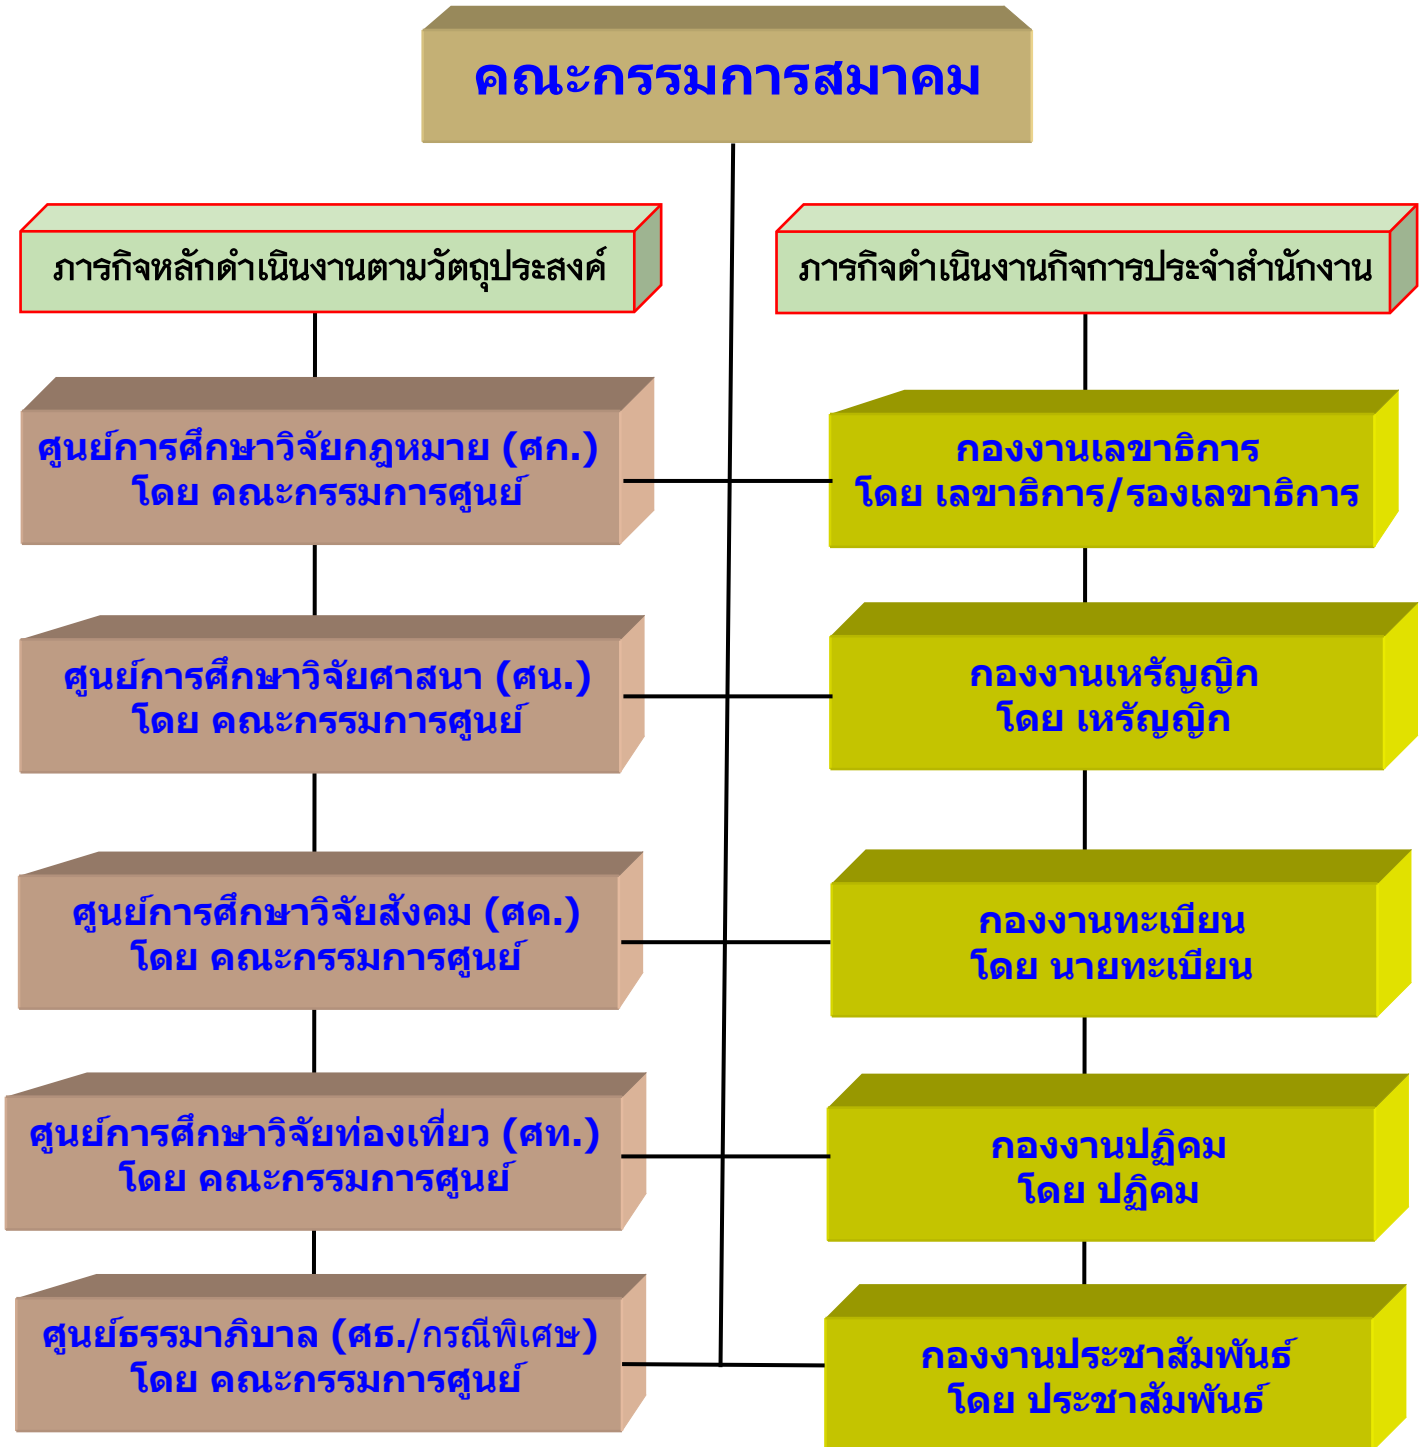 คณะกรรมการสมาคม
ภารกิจหลักดำเนินงานตามวัตถุประสงค์
ศูนย์การศึกษาวิจัยกฎหมาย (ศก.)
โดย คณะกรรมการศูนย์
ศูนย์การศึกษาวิจัยศาสนา (ศน.)
โดย คณะกรรมการศูนย์
ศูนย์การศึกษาวิจัยสังคม (ศค.)
โดย คณะกรรมการศูนย์
ศูนย์การศึกษาวิจัยท่องเที่ยว (ศท.)
โดย คณะกรรมการศูนย์
ศูนย์ธรรมาภิบาล (ศธ./กรณีพิเศษ)
โดย คณะกรรมการศูนย์
ภารกิจดำเนินงานกิจการประจำสำนักงาน
กองงานเลขาธิการ
โดย เลขาธิการ/รองเลขาธิการ
กองงานเหรัญญิก
โดย เหรัญญิก
กองงานทะเบียน
โดย นายทะเบียน
กองงานปฏิคม
โดย ปฏิคม
กองงานประชาสัมพันธ์
โดย ประชาสัมพันธ์